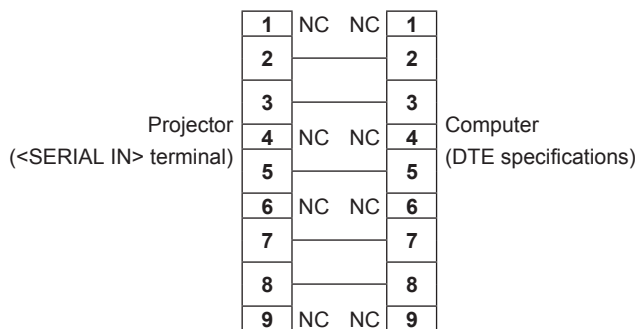 1 NC NC 1
2 2
3 3
Projector
(<SERIAL IN> terminal)
4 NC NC 4
Computer
(DTE specifications)
5 5
6 NC NC 6
7 7
8 8
9 NC NC 9